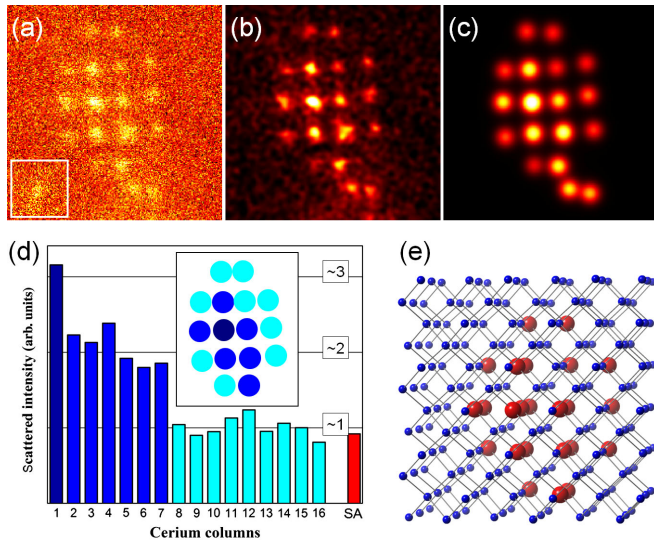 (a)
(b)
(c)
(d)
(e)
Scattered intensity (arb. units)
~3
~2
~1
1 2 3 4 5 6 7 8 9 10 11 12 13 14 15 16 SA
Cerium columns